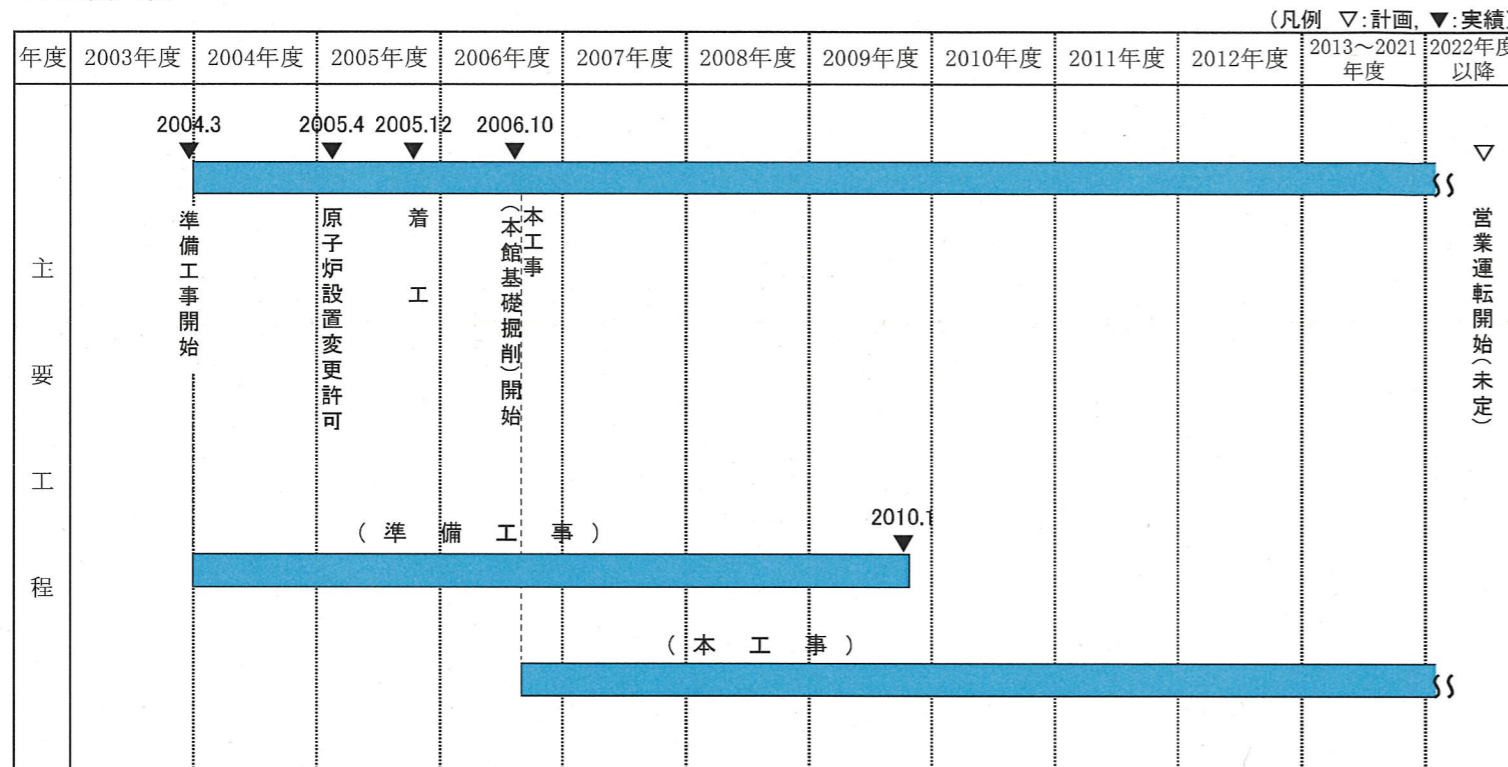 (凡例 ▽:計画, ▼:実績)
年度 2003年度 2004年度 2005年度 2006年度 2007年度 2008年度 2009年度 2010年度 2011年度 2012年度 2013～2021年度 2022年度以降
主要工程
2004.3 2005.4 2005.12 2006.10
準備工事開始
原子炉設置変更許可
着工
本工事
(本館基礎掘削)開始
営業運転開始(未定)
(準備工事)
2010.1
(本工事)